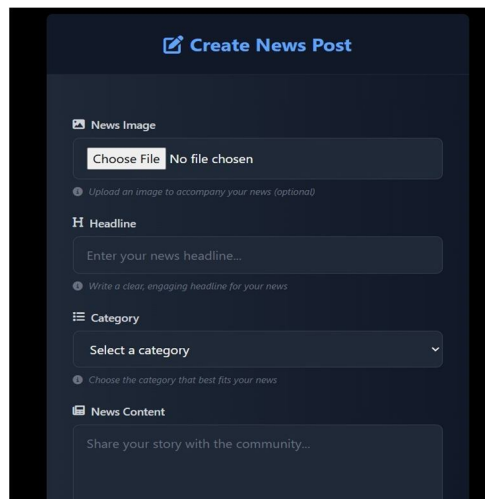 Create News Post
News Image
Choose File No file chosen
Upload an image to accompany your news (optional)
H Headline
Enter your news headline...
Write a clear, engaging headline for your news
Category
Select a category
Choose the category that best fits your news
News Content
Share your story with the community...